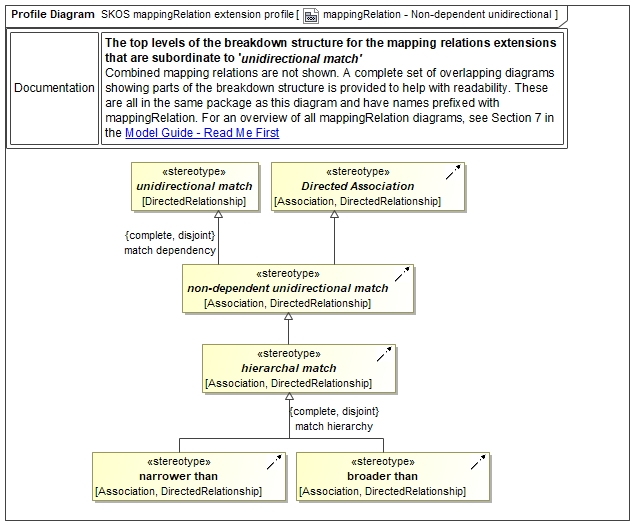 Profile Diagram SKOS mappingRelation extension profile [ mappingRelation - Non-dependent unidirectional ]
The top levels of the breakdown structure for the mapping relations extensions
that are subordinate to 'unidirectional match'
Documentation
Combined mapping relations are not shown. A complete set of overlapping diagrams
showing parts of the breakdown structure is provided to help with readability. These
are all in the same package as this diagram and have names prefixed with
mappingRelation. For an overview of all mappingRelation diagrams, see Section 7 in
the Model Guide - Read Me First
«stereotype»
unidirectional match
[DirectedRelationship]
«stereotype»
Directed Association
[Association, DirectedRelationship]
{complete, disjoint}
match dependency
«stereotype»
non-dependent unidirectional match
[Association, DirectedRelationship]
«stereotype»
hierarchal match
[Association, DirectedRelationship]
{complete, disjoint}
match hierarchy
«stereotype»
narrower than
[Association, DirectedRelationship]
«stereotype»
broader than
[Association, DirectedRelationship]